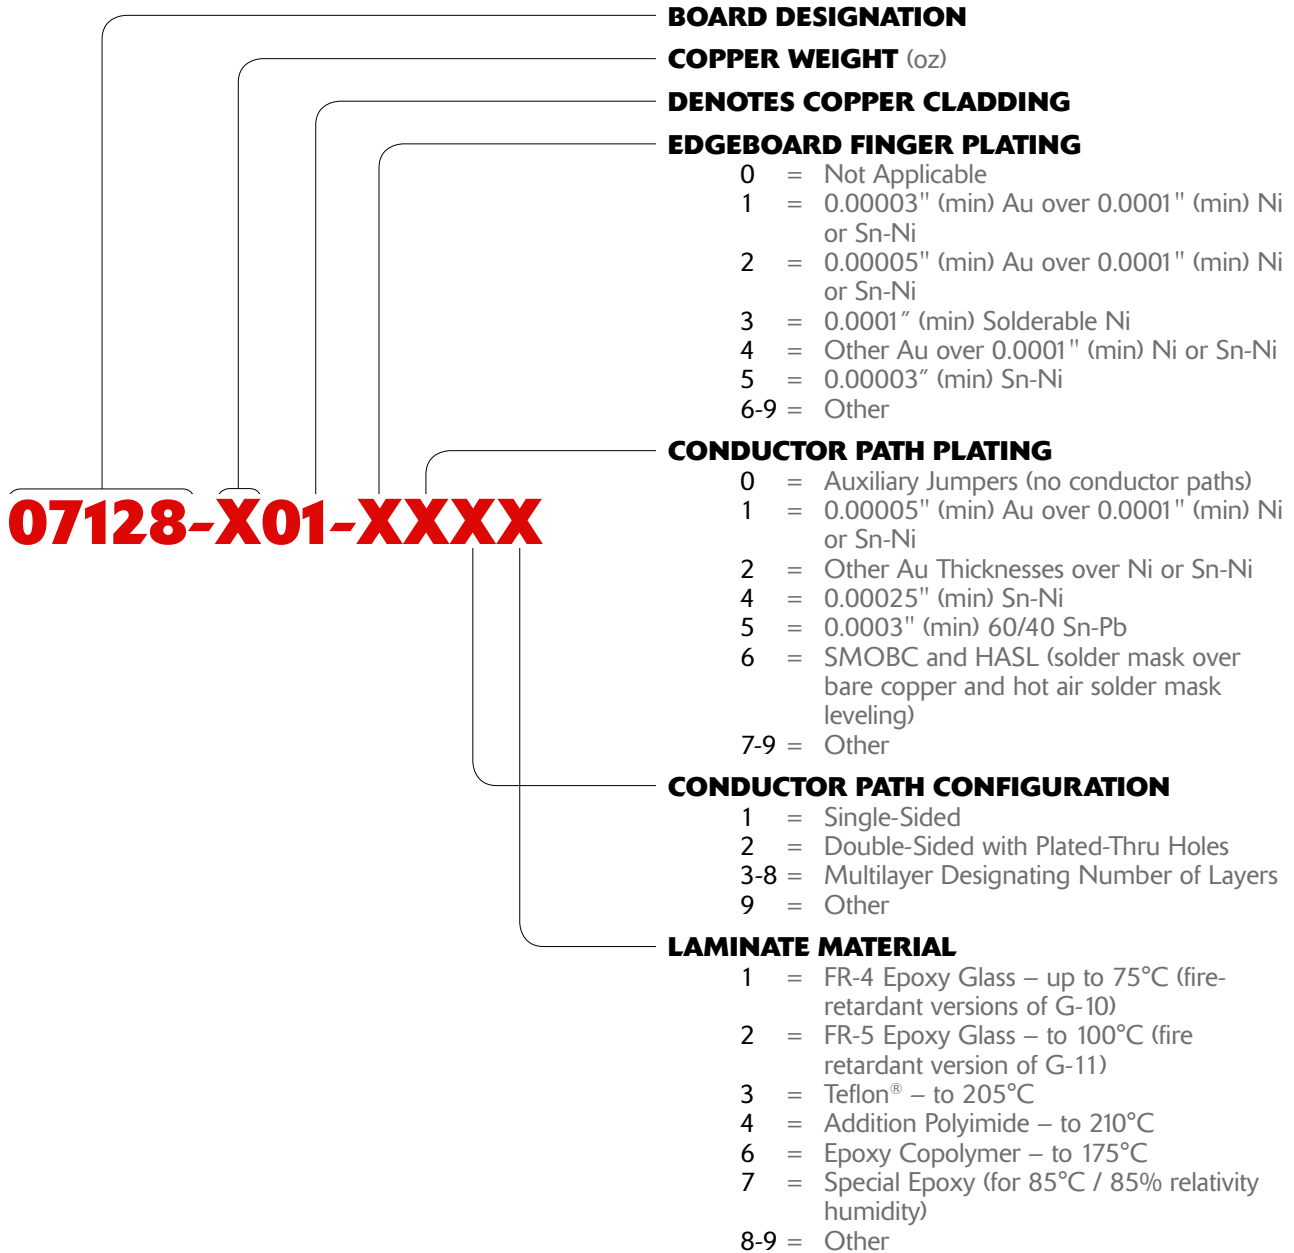 BOARD DESIGNATION
COPPER WEIGHT (oz)
DENOTES COPPER CLADDING
EDGEBOARD FINGER PLATING
0 = Not Applicable
1 = 0.00003" (min) Au over 0.0001" (min) Ni
or Sn-Ni
2 = 0.00005" (min) Au over 0.0001" (min) Ni
or Sn-Ni
3 = 0.0001″ (min) Solderable Ni
4 = Other Au over 0.0001" (min) Ni or Sn-Ni
5 = 0.00003″ (min) Sn-Ni
6-9 = Other
CONDUCTOR PATH PLATING
0 = Auxiliary Jumpers (no conductor paths)
1 = 0.00005" (min) Au over 0.0001" (min) Ni
or Sn-Ni
2 = Other Au Thicknesses over Ni or Sn-Ni
4 = 0.00025" (min) Sn-Ni
5 = 0.0003" (min) 60/40 Sn-Pb
6 = SMOBC and HASL (solder mask over
bare copper and hot air solder mask
leveling)
7-9 = Other
07128-X01-XXXX
CONDUCTOR PATH CONFIGURATION
1 = Single-Sided
2 = Double-Sided with Plated-Thru Holes
3-8 = Multilayer Designating Number of Layers
9 = Other
LAMINATE MATERIAL
1 = FR-4 Epoxy Glass – up to 75°C (fire-
retardant versions of G-10)
2 = FR-5 Epoxy Glass – to 100°C (fire
retardant version of G-11)
3 = Teflon® – to 205°C
4 = Addition Polyimide – to 210°C
6 = Epoxy Copolymer – to 175°C
7 = Special Epoxy (for 85°C / 85% relativity
humidity)
8-9 = Other